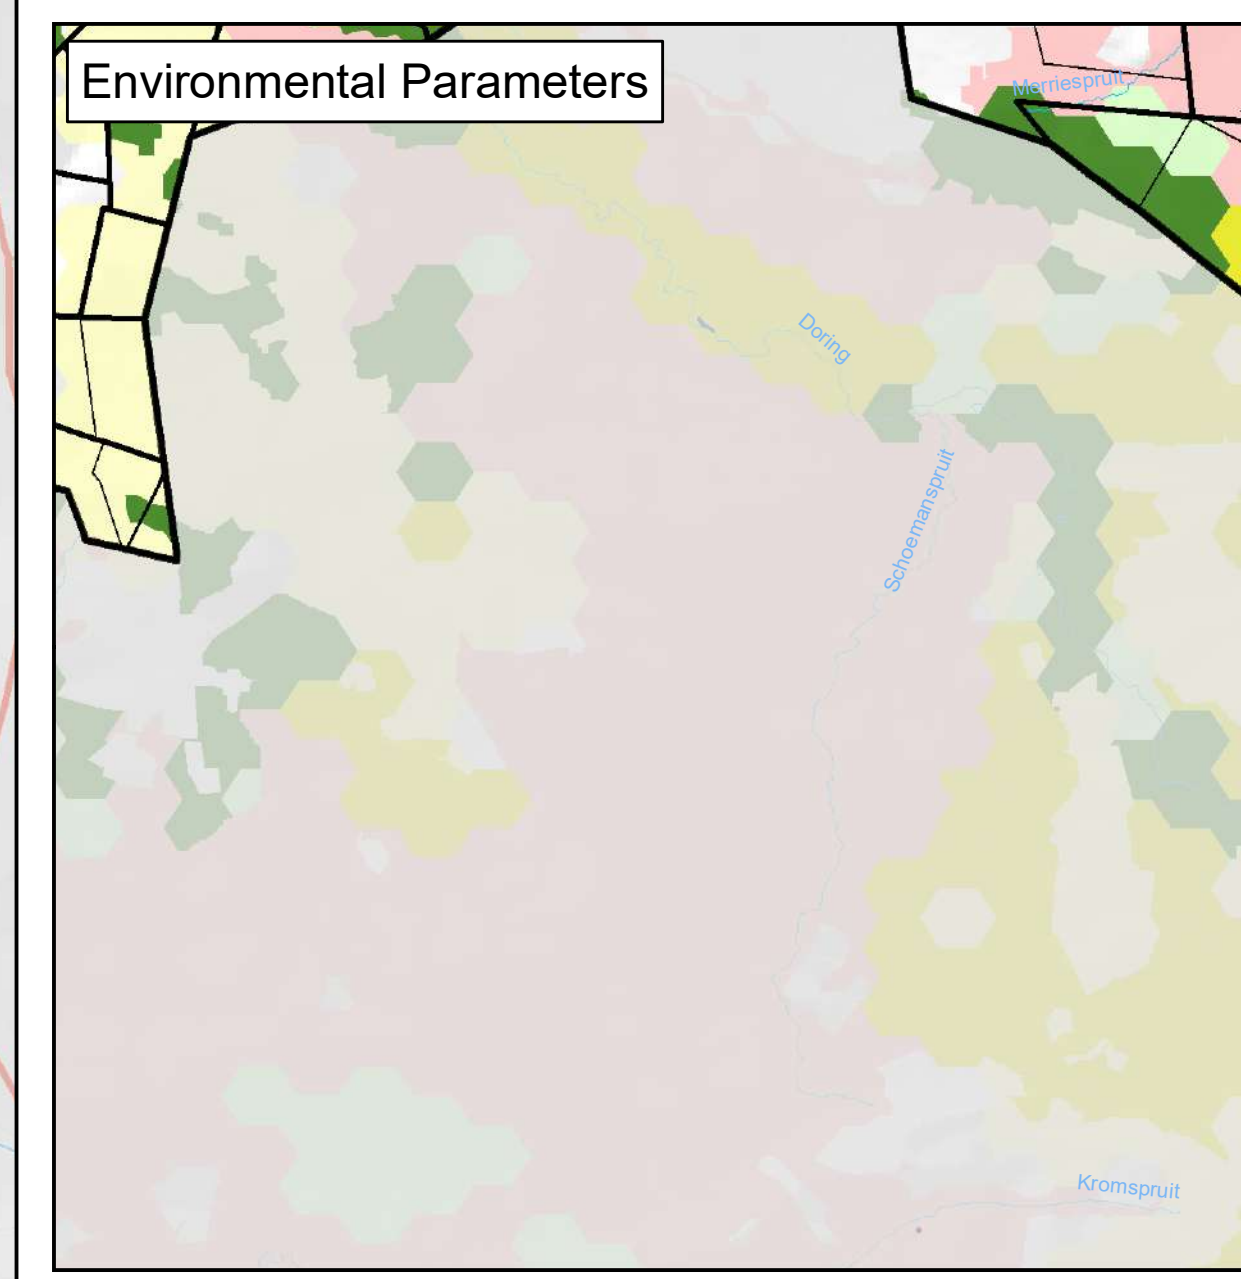 Environmental Parameters
Merriespruit
Doring
Schoemanspruit
Kromspruit